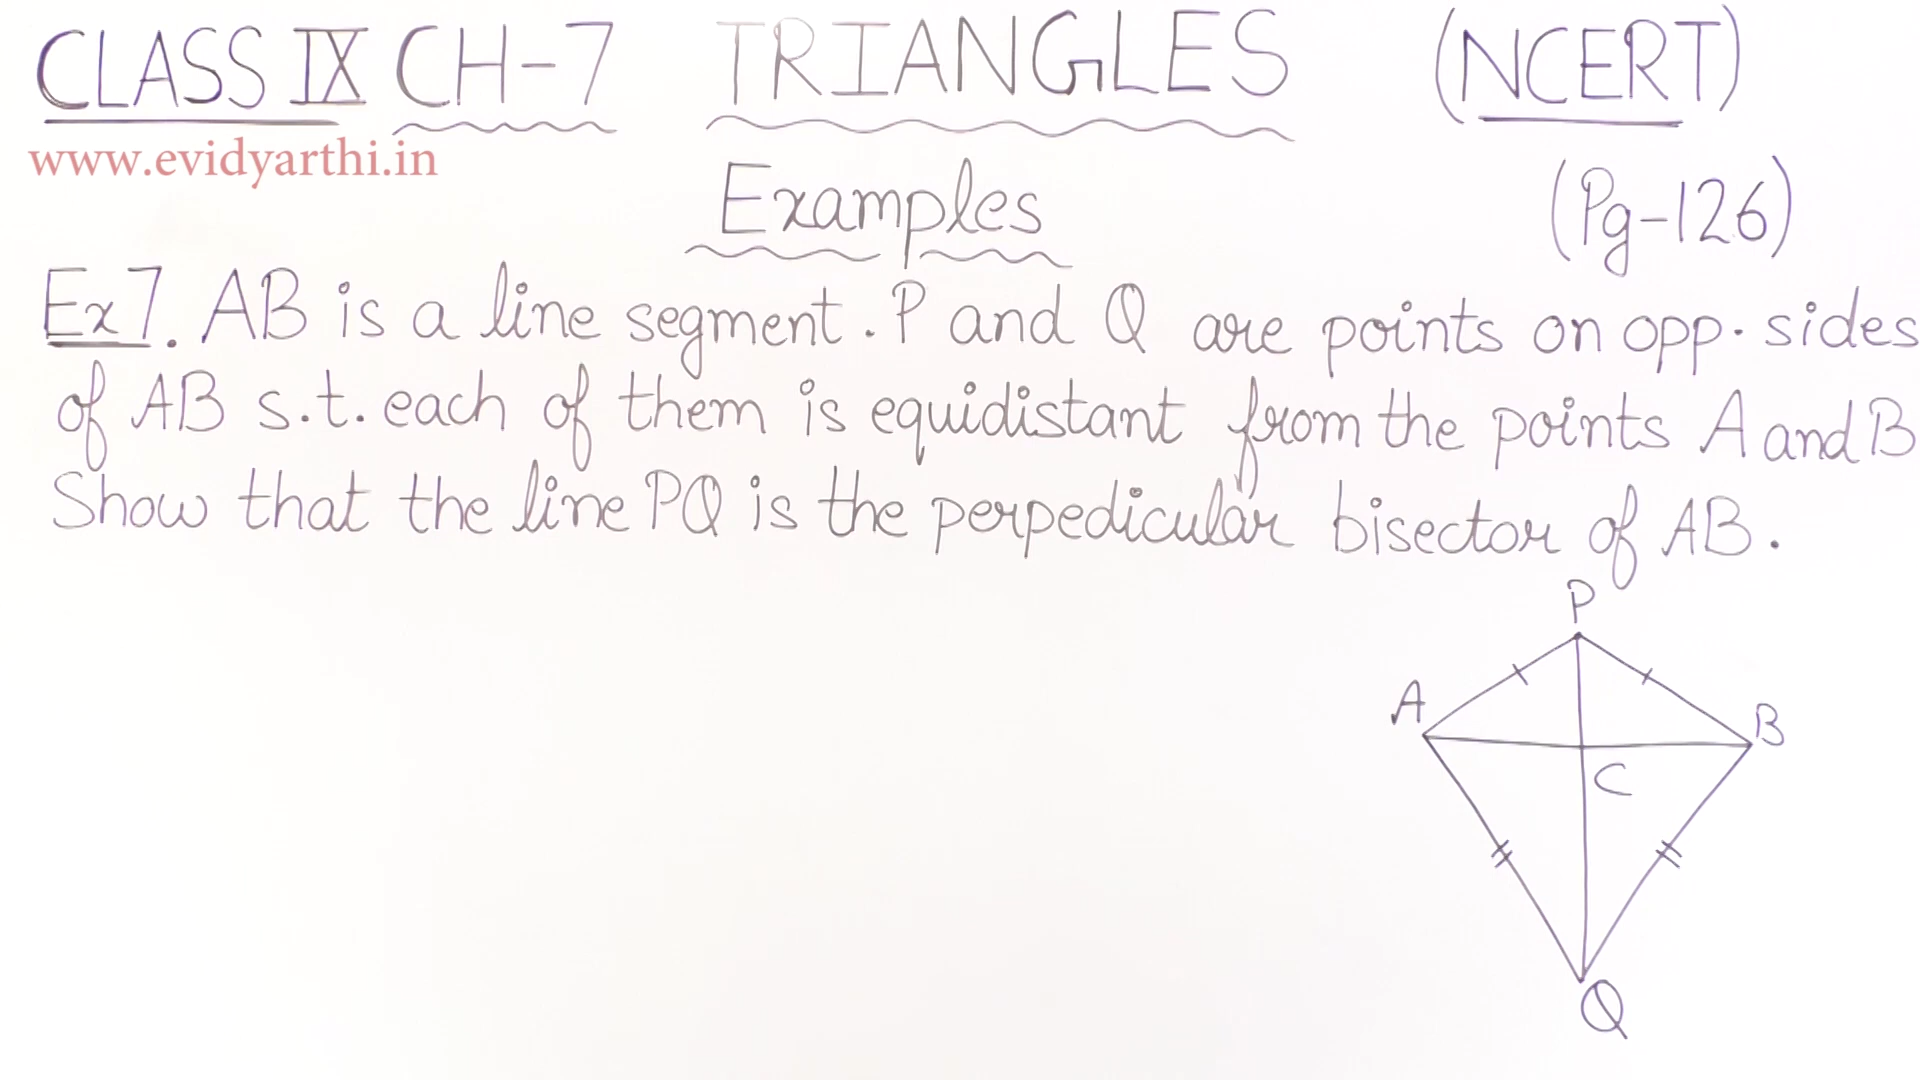 CLASS IX CH-7 TRIANGLES (NCERT)
www.evidyarthi.in
Examples (Pg-126)
Ex7. AB is a line segment. P and Q are points on opp. sides
of AB s.t. each of them is equidistant from the points A and B
Show that the line PQ is the perpedicular bisector of AB.
P
A
B
C
Q